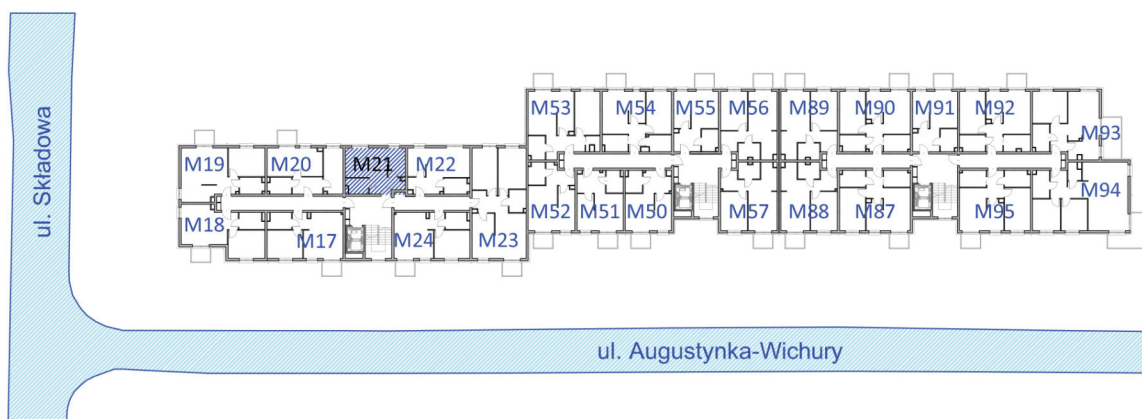 ul. Składowa
M53 M54 M55 M56 M89 M90 M91 M92 M93
M19 M20 M21 M22
M18 M17 M24 M23
M52 M51 M50 M57 M88 M87 M95 M94
ul. Augustynka-Wichury